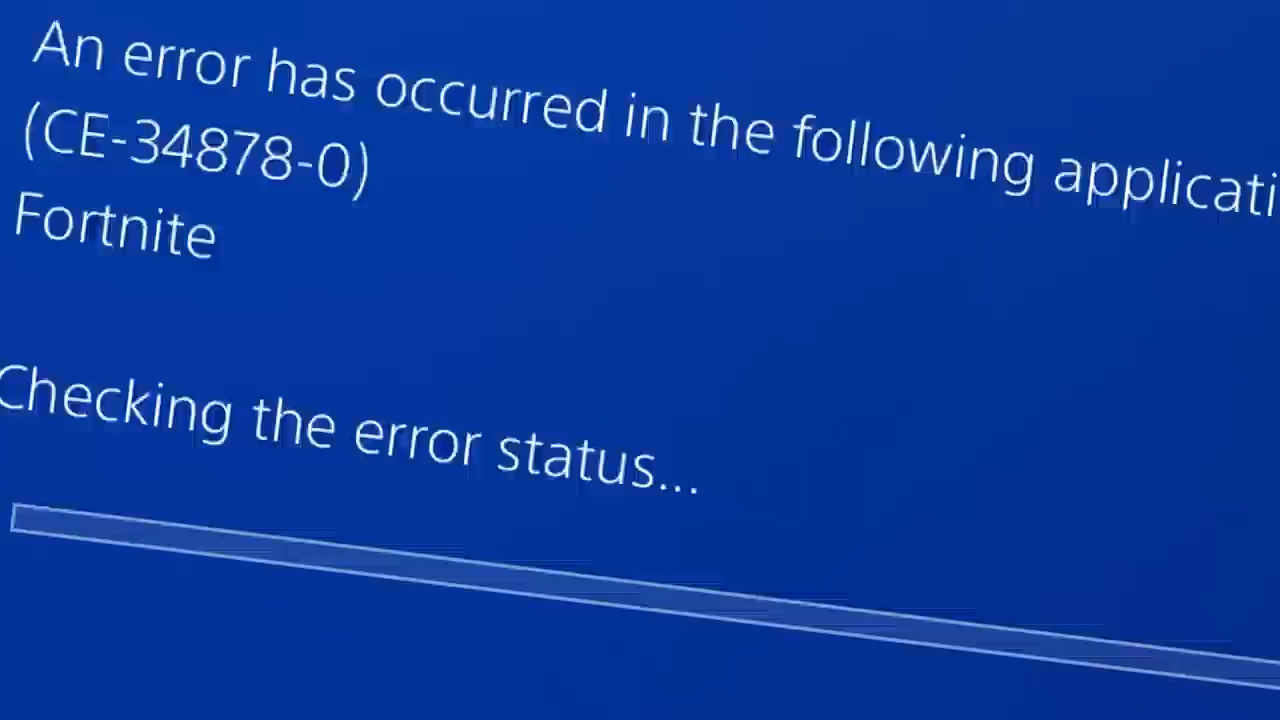 An error has occurred in the following applicati
(CE-34878-0)
Fortnite
Checking the error status...